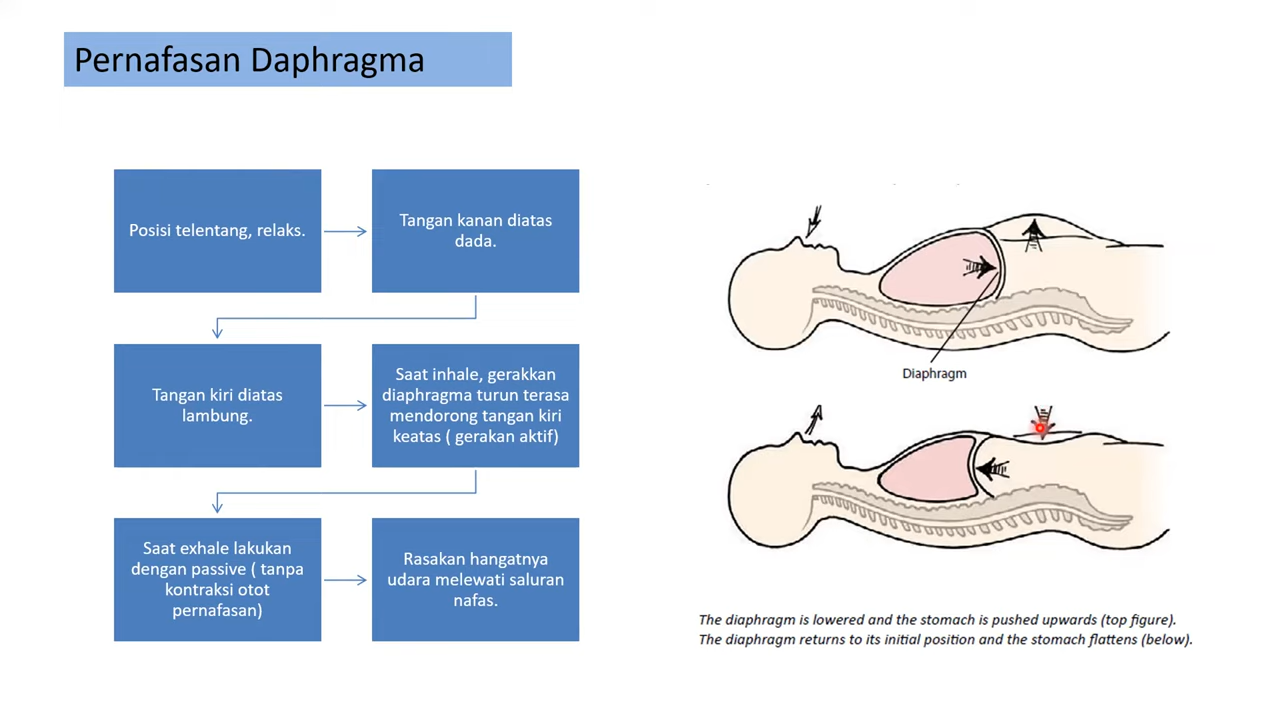 Pernafasan Daphragma
Posisi telentang, relaks.
Tangan kanan diatas
dada.
Tangan kiri diatas
lambung.
Saat inhale, gerakkan
diaphragma turun terasa
mendorong tangan kiri
keatas ( gerakan aktif)
Saat exhale lakukan
dengan passive ( tanpa
kontraksi otot
pernafasan)
Rasakan hangatnya
udara melewati saluran
nafas.
Diaphragm
The diaphragm is lowered and the stomach is pushed upwards (top figure).
The diaphragm returns to its initial position and the stomach flattens (below).